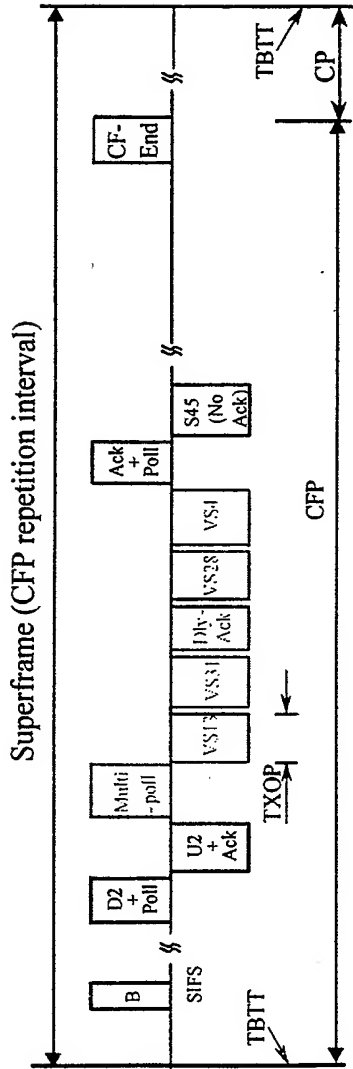 Superframe (CFP repetition interval)
B
D2
+
Poll
Multi
-poll
Ack
+
Poll
CF-
End
SIFS
U2
+
Ack
VS13
VS31
Dly-
Ack
VS28
VS4
S45
(No
Ack)
TXOP
TBTT
TBTT
CFP
CP